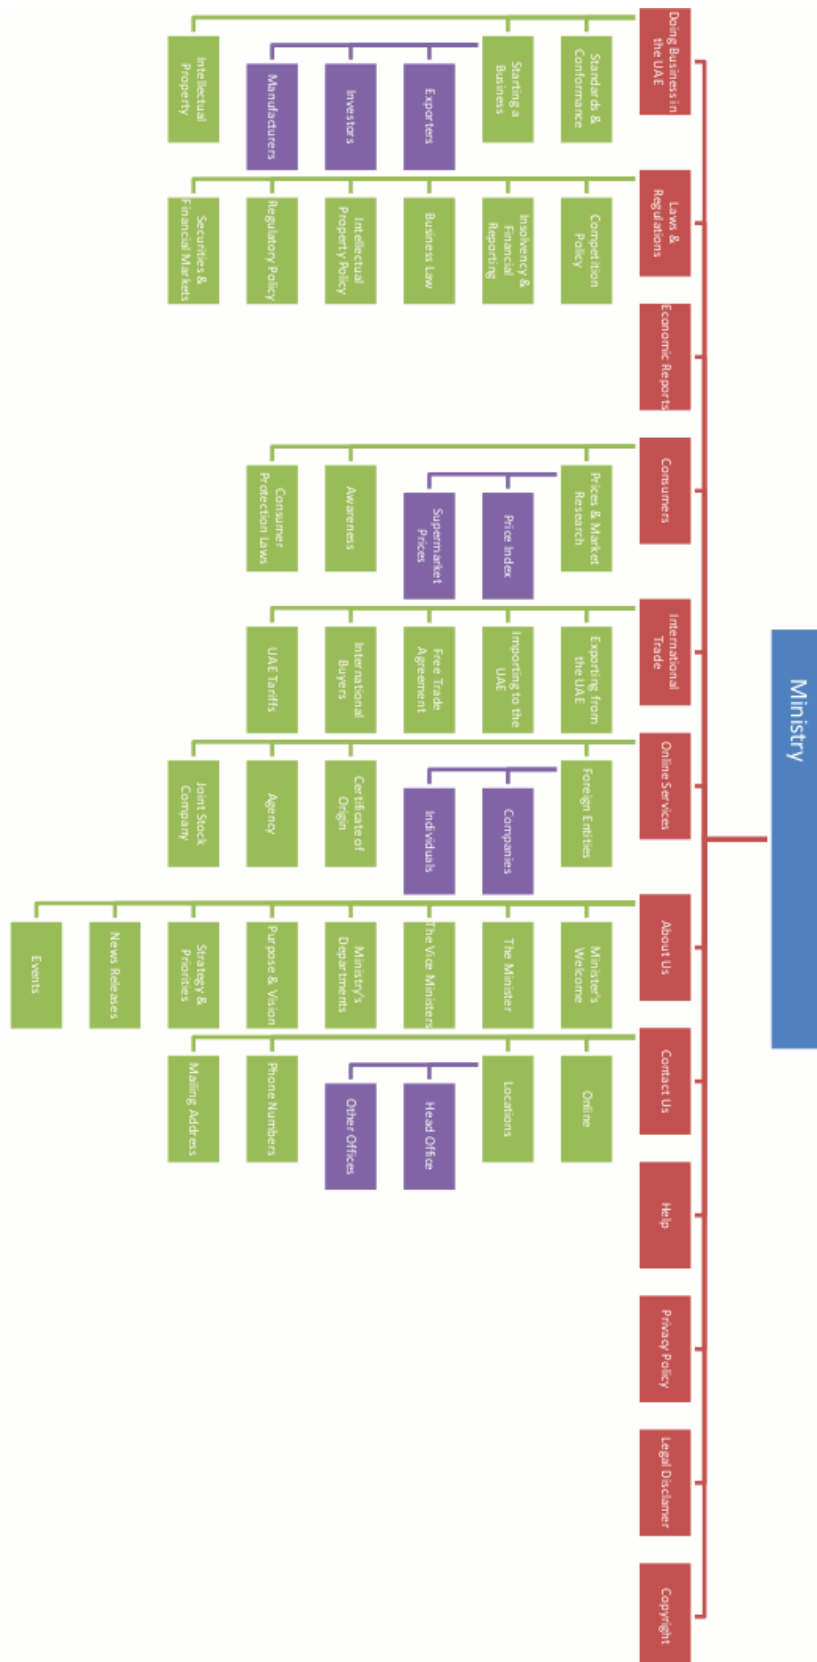 Ministry
Doing Business in
the UAE
Standards &
Conformance
Starting a
Business
Exporters
Investors
Manufacturers
Intellectual
Property
Laws &
Regulations
Competition
Policy
Insolvency &
Financial
Reporting
Business Law
Intellectual
Property Policy
Regulatory Policy
Securities &
Financial Markets
Economic Reports
Consumers
Prices & Market
Research
Price Index
Supermarket
Prices
Awareness
Consumer
Protection Laws
International
Trade
Exporting from
the UAE
Importing to the
UAE
Free Trade
Agreement
International
Buyers
UAE Tariffs
Online Services
Foreign Entities
Companies
Individuals
Certificate of
Origin
Agency
Joint Stock
Company
About Us
Minister's
Welcome
The Minister
The Vice Ministers
Ministry's
Departments
Purpose & Vision
Strategy &
Priorities
News Releases
Events
Contact Us
Online
Locations
Head Office
Other Offices
Phone Numbers
Mailing Address
Help
Privacy Policy
Legal Disclamer
Copyright